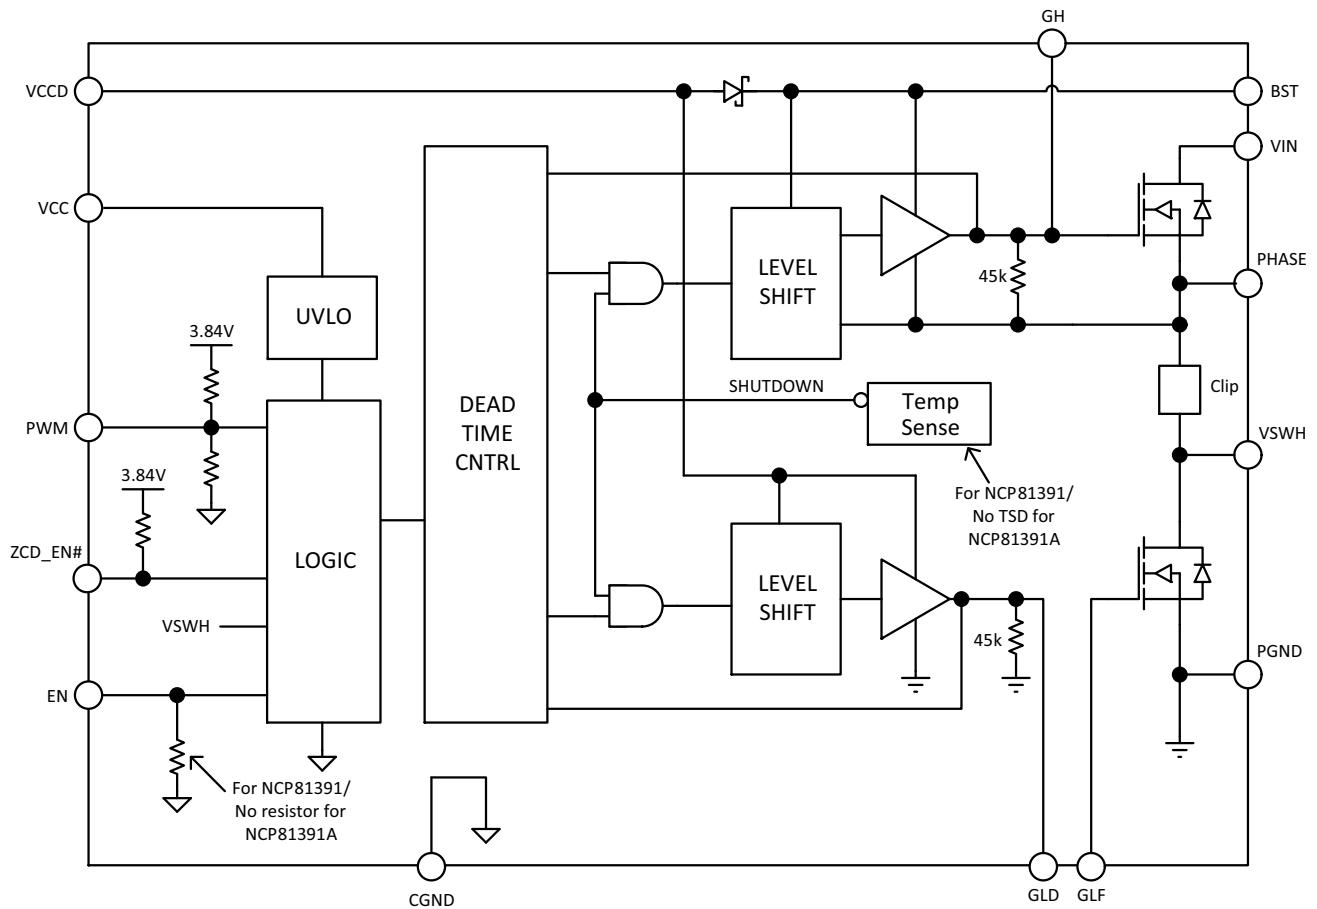 GH
VCCD
BST
VIN
VCC
LEVEL
SHIFT
45k
PHASE
UVLO
3.84V
SHUTDOWN
Temp
Sense
Clip
DEAD
TIME
CNTRL
PWM
VSWH
3.84V
For NCP81391/
No TSD for
NCP81391A
ZCD_EN#
LOGIC
LEVEL
SHIFT
VSWH
45k
PGND
EN
For NCP81391/
No resistor for
NCP81391A
CGND
GLD
GLF